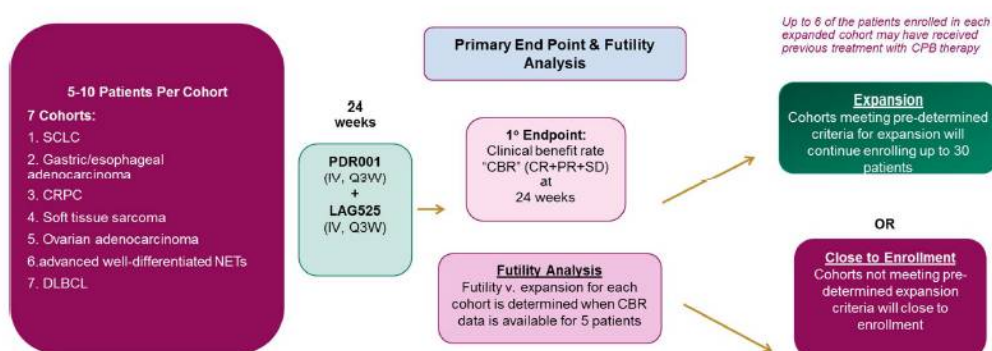 5-10 Patients Per Cohort
7 Cohorts:
1. SCLC
2. Gastric/esophageal
adenocarcinoma
3. CRPC
4. Soft tissue sarcoma
5. Ovarian adenocarcinoma
6.advanced well-differentiated NETs
7. DLBCL
24
weeks
PDR001
(IV, Q3W)
+
LAG525
(IV, Q3W)
Primary End Point & Futility
Analysis
1º Endpoint:
Clinical benefit rate
"CBR" (CR+PR+SD)
at
24 weeks
Futility Analysis
Futility v. expansion for each
cohort is determined when CBR
data is available for 5 patients
Up to 6 of the patients enrolled in each
expanded cohort may have received
previous treatment with CPB therapy
Expansion
Cohorts meeting pre-determined
criteria for expansion will
continue enrolling up to 30
patients
OR
Close to Enrollment
Cohorts not meeting pre-
determined expansion
criteria will close to
enrollment